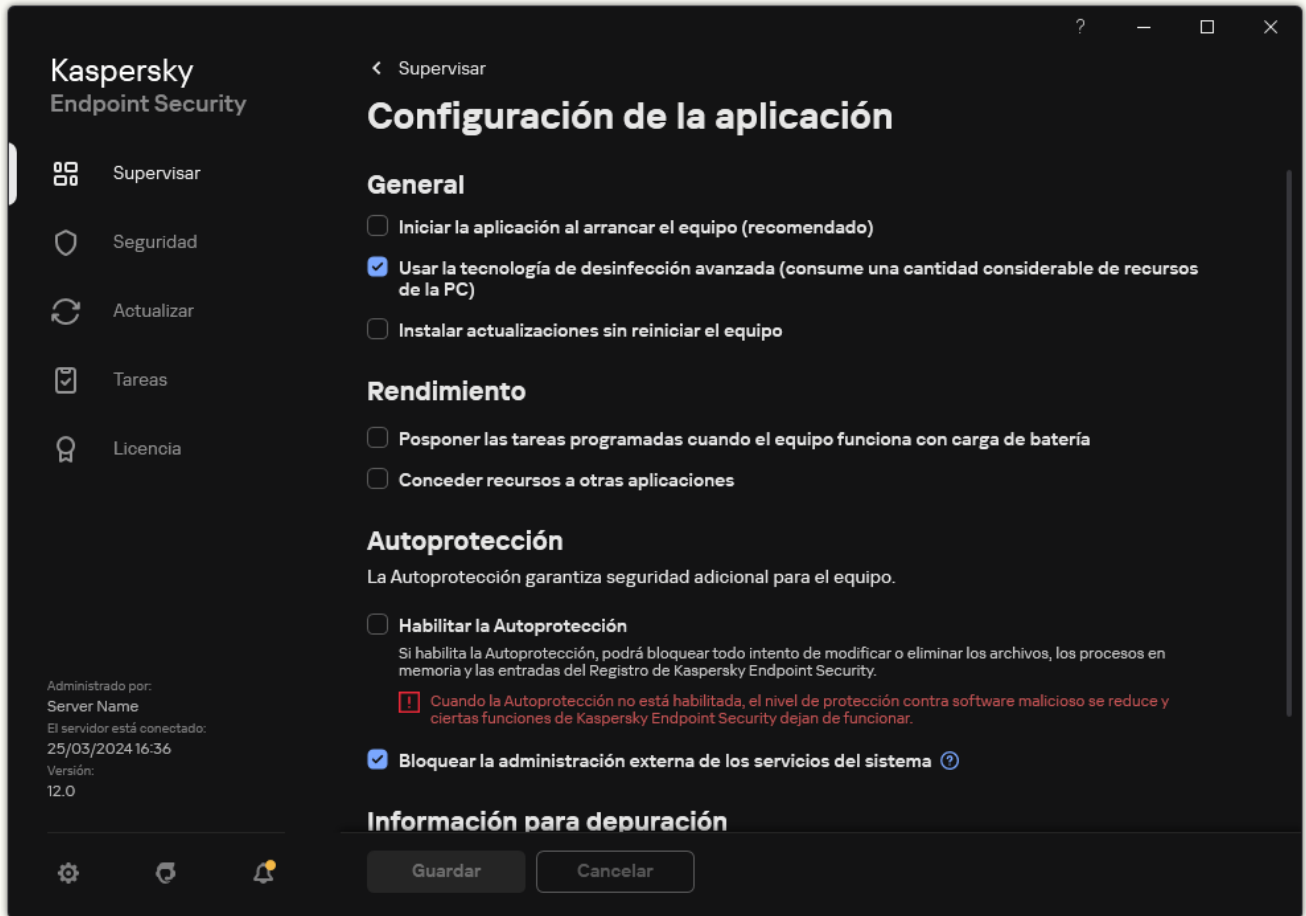 Kaspersky
Endpoint Security
Supervisar
Seguridad
Actualizar
Tareas
Licencia
Administrado por:
Server Name
El servidor está conectado:
25/03/2024 16:36
Versión:
12.0
Supervisar
Configuración de la aplicación
General
Iniciar la aplicación al arrancar el equipo (recomendado)
Usar la tecnología de desinfección avanzada (consume una cantidad considerable de recursos
de la PC)
Instalar actualizaciones sin reiniciar el equipo
Rendimiento
Posponer las tareas programadas cuando el equipo funciona con carga de batería
Conceder recursos a otras aplicaciones
Autoprotección
La Autoprotección garantiza seguridad adicional para el equipo.
Habilitar la Autoprotección
Si habilita la Autoprotección, podrá bloquear todo intento de modificar o eliminar los archivos, los procesos en
memoria y las entradas del Registro de Kaspersky Endpoint Security.
Cuando la Autoprotección no está habilitada, el nivel de protección contra software malicioso se reduce y
ciertas funciones de Kaspersky Endpoint Security dejan de funcionar.
Bloquear la administración externa de los servicios del sistema
Información para depuración
Guardar
Cancelar